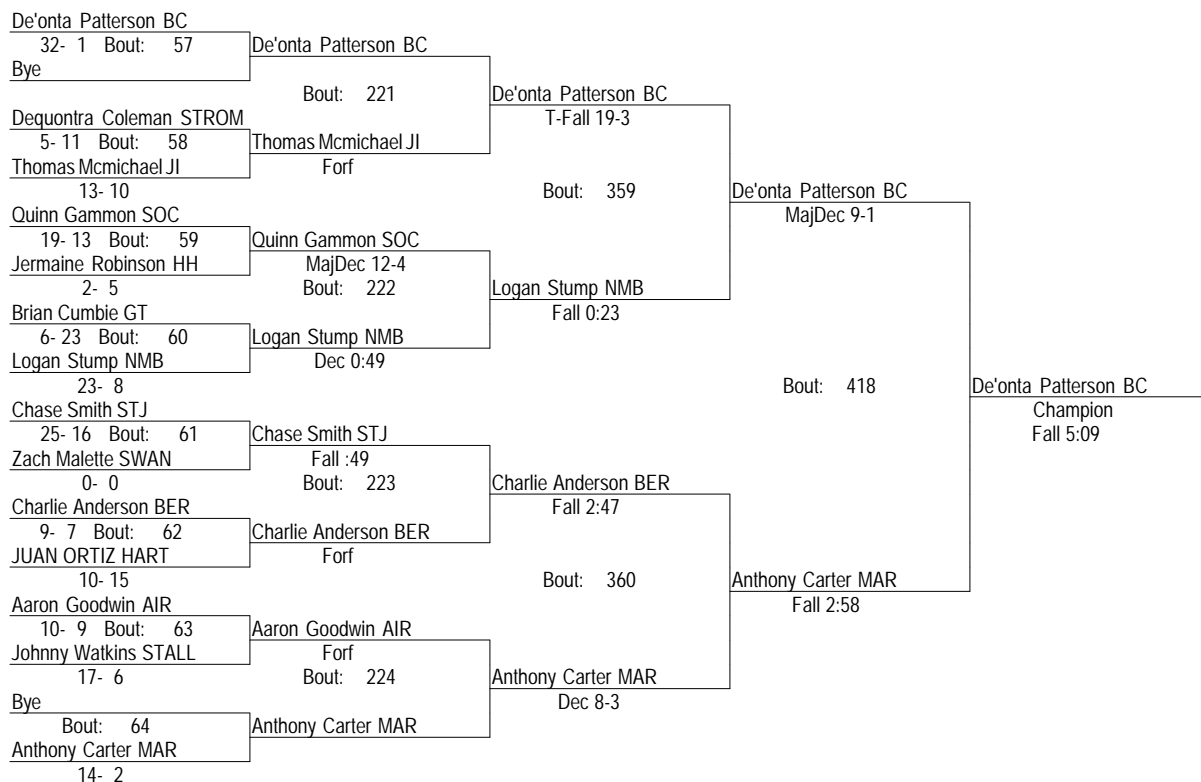 De'onta Patterson BC
32- 1 Bout: 57
Bye
De'onta Patterson BC
Bout: 221
Dequontra Coleman STROM
5- 11 Bout: 58
Thomas Mcmichael JI
13- 10
Thomas Mcmichael JI
Forf
De'onta Patterson BC
T-Fall 19-3
Bout: 359
Quinn Gammon SOC
19- 13 Bout: 59
Jermaine Robinson HH
2- 5
Quinn Gammon SOC
MajDec 12-4
Bout: 222
Brian Cumbie GT
6- 23 Bout: 60
Logan Stump NMB
23- 8
Logan Stump NMB
Dec 0:49
Logan Stump NMB
Fall 0:23
De'onta Patterson BC
MajDec 9-1
Bout: 418
Chase Smith STJ
25- 16 Bout: 61
Zach Malette SWAN
0- 0
Chase Smith STJ
Fall :49
Bout: 223
Charlie Anderson BER
9- 7 Bout: 62
JUAN ORTIZ HART
10- 15
Charlie Anderson BER
Forf
Charlie Anderson BER
Fall 2:47
Bout: 360
Aaron Goodwin AIR
10- 9 Bout: 63
Johnny Watkins STALL
17- 6
Aaron Goodwin AIR
Forf
Bout: 224
Bye
Bout: 64
Anthony Carter MAR
14- 2
Anthony Carter MAR
Anthony Carter MAR
Dec 8-3
Anthony Carter MAR
Fall 2:58
De'onta Patterson BC
Champion
Fall 5:09